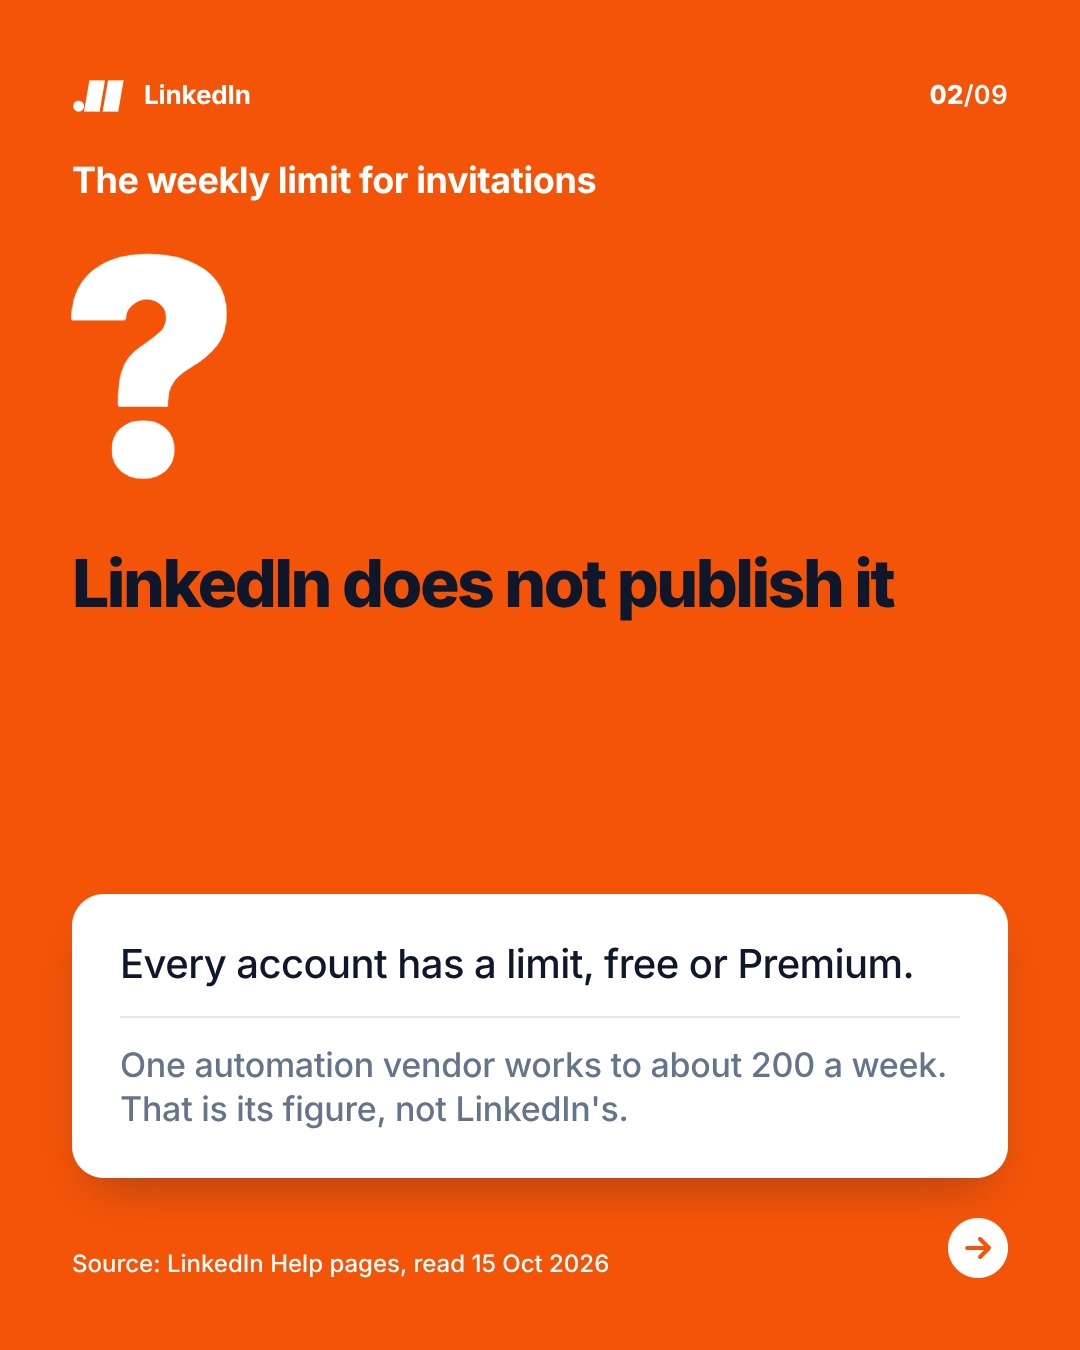 LinkedIn
02/09
The weekly limit for invitations
?
LinkedIn does not publish it
Every account has a limit, free or Premium.
One automation vendor works to about 200 a week.
That is its figure, not LinkedIn's.
Source: LinkedIn Help pages, read 15 Oct 2026